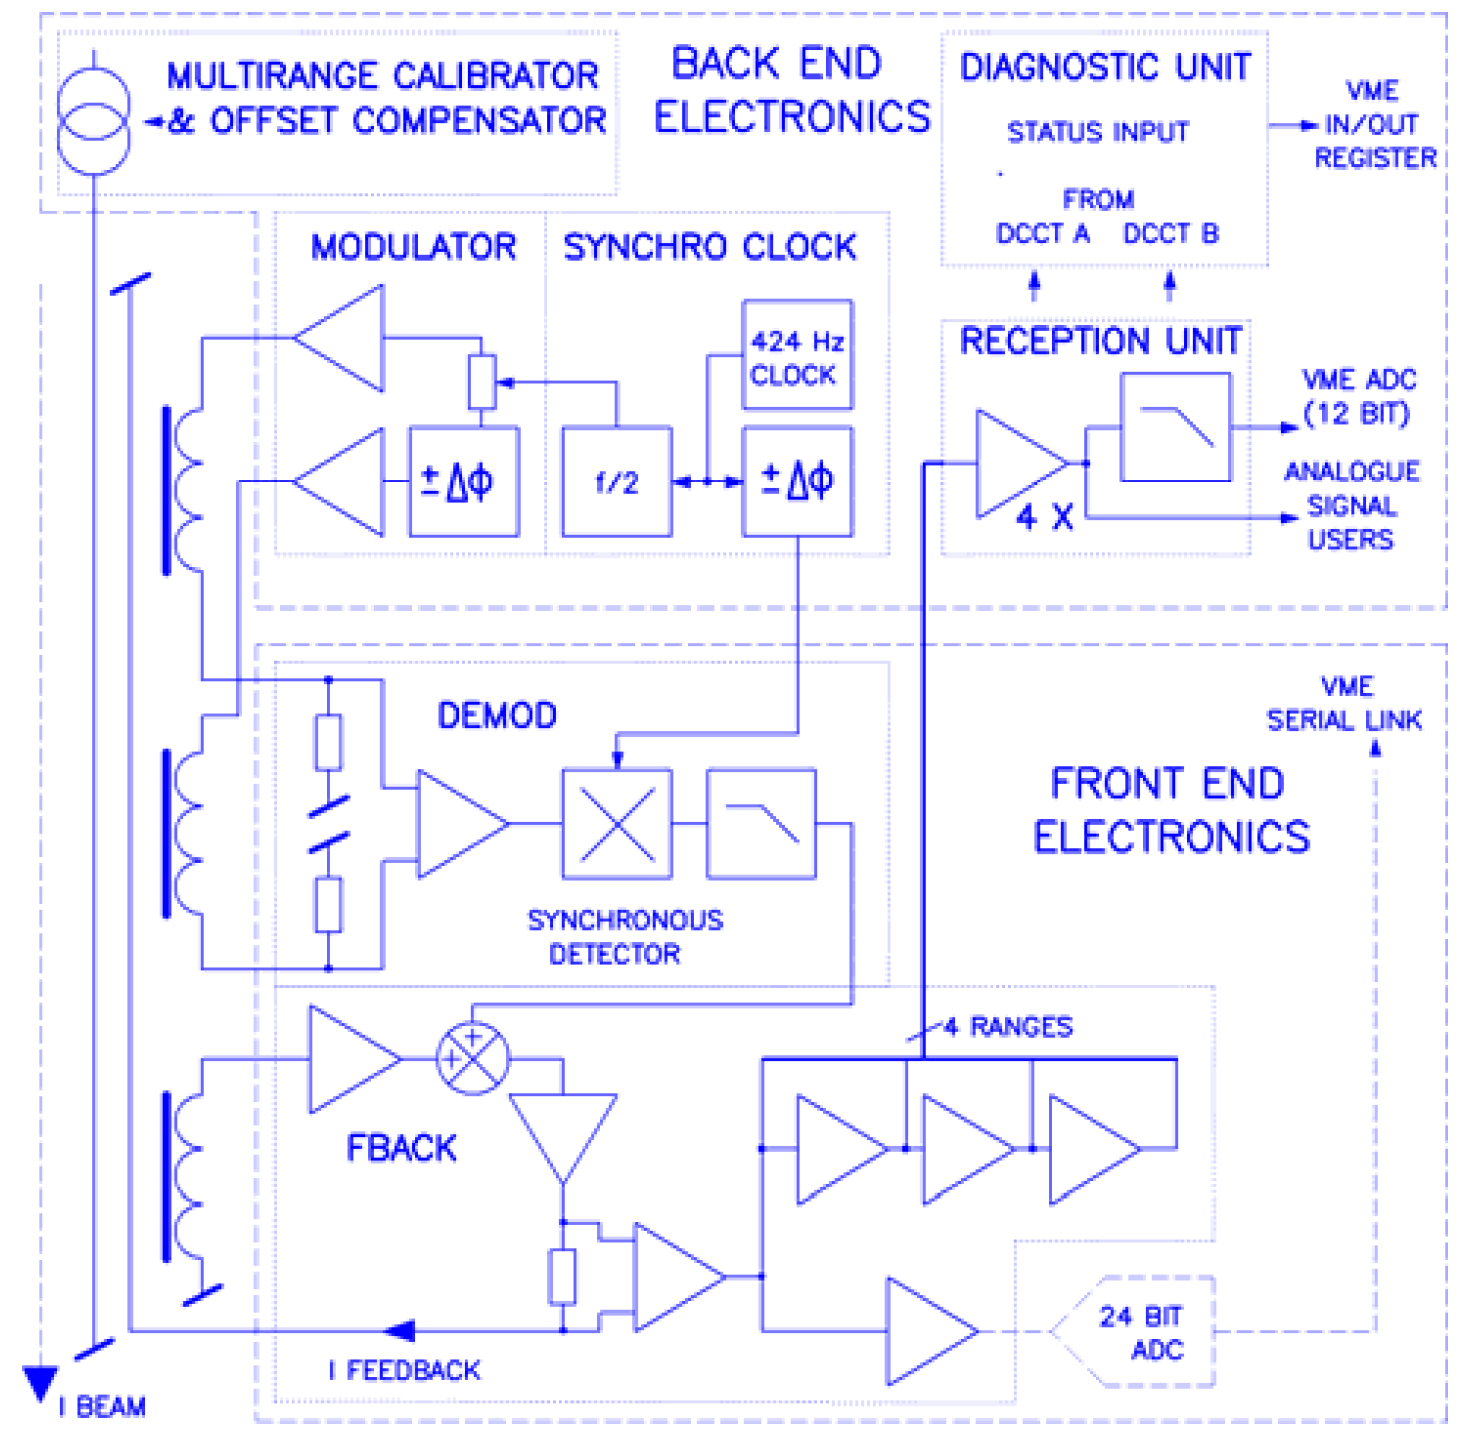 MULTIRANGE CALIBRATOR
& OFFSET COMPENSATOR
BACK END
ELECTRONICS
DIAGNOSTIC UNIT
STATUS INPUT
FROM
DCCT A DCCT B
VME
IN/OUT
REGISTER
MODULATOR
SYNCHRO CLOCK
424 Hz
CLOCK
± Δϕ
f/2
± Δϕ
RECEPTION UNIT
4 X
VME ADC
(12 BIT)
ANALOGUE
SIGNAL
USERS
DEMOD
SYNCHRONOUS
DETECTOR
VME
SERIAL LINK
FRONT END
ELECTRONICS
4 RANGES
+
+
FBACK
I FEEDBACK
24 BIT
ADC
I BEAM